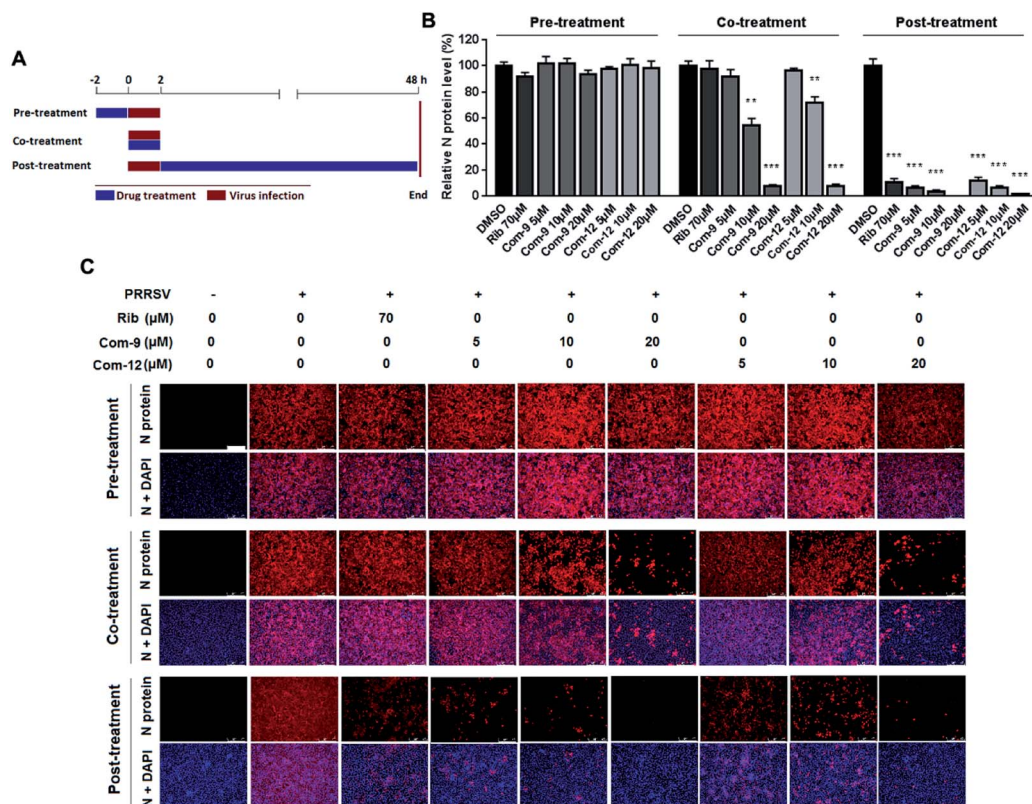 A
-2 0 2 48 h
Pre-treatment
Co-treatment
Post-treatment
Drug treatment Virus infection End
B
Pre-treatment Co-treatment Post-treatment
Relative N protein level (%)
120
100
80
60
40
20
0
** *** ** *** *** *** *** *** *** ***
DMSO Rib 70μM Com-9 5μM Com-9 10μM Com-9 20μM Com-12 5μM Com-12 10μM Com-12 20μM
DMSO Rib 70μM Com-9 5μM Com-9 10μM Com-9 20μM Com-12 5μM Com-12 10μM Com-12 20μM
DMSO Rib 70μM Com-9 5μM Com-9 10μM Com-9 20μM Com-12 5μM Com-12 10μM Com-12 20μM
C
PRRSV - + + + + + + + +
Rib (μM) 0 0 70 0 0 0 0 0 0
Com-9 (μM) 0 0 0 5 10 20 0 0 0
Com-12 (μM) 0 0 0 0 0 0 5 10 20
Pre-treatment
N protein
N + DAPI
Co-treatment
N protein
N + DAPI
Post-treatment
N protein
N + DAPI